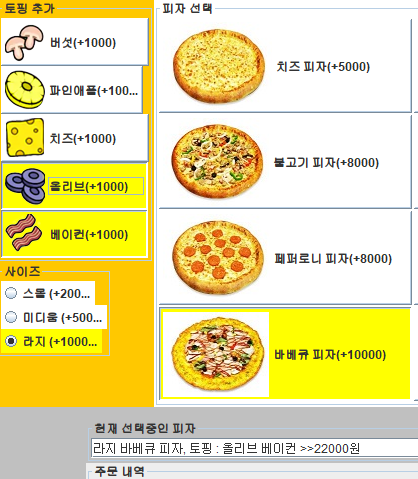 토핑 추가
버섯(+1000)
파인애플(+100...
치즈(+1000)
올리브(+1000)
베이컨(+1000)
사이즈
스몰 (+200...
미디움 (+500...
라지 (+1000...
피자 선택
치즈 피자(+5000)
불고기 피자(+8000)
페퍼로니 피자(+8000)
바베큐 피자(+10000)
현재 선택중인 피자
라지 바베큐 피자, 토핑 : 올리브 베이컨 >>22000원
주문 내역